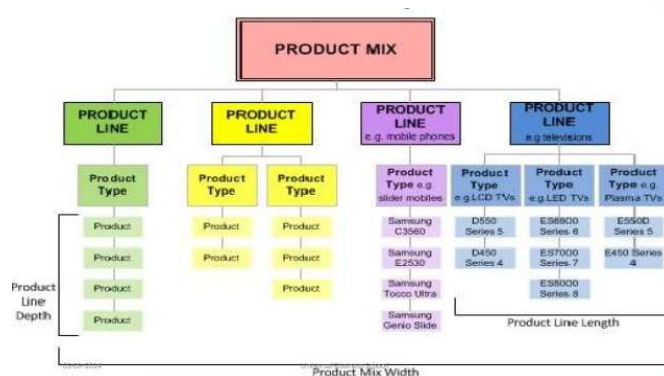 PRODUCT MIX
PRODUCT
LINE
PRODUCT
LINE
PRODUCT
LINE
e.g. mobile phones
PRODUCT
LINE
e.g.televisions
Product
Type
Product
Type
Product
Type
Product
Type e.g.
slider mobiles
Product
Type
e.g.LCD TVs
Product
Type
e.g. LED TVs
Product
Type e.g.
Plasma TVs
Product
Product
Product
Product
Product
Product
Product
Product
Product
Samsung
C3560
Samsung
E2530
Samsung
Tocco Ultra
Samsung
Genio Slide
D550
Series 5
D450
Series 4
ES6800
Series 6
ES7000
Series 7
ES8000
Series 8
E550D
Series 5
E450 Series
4
Product
Line
Depth
Product Line Length
Product Mix Width